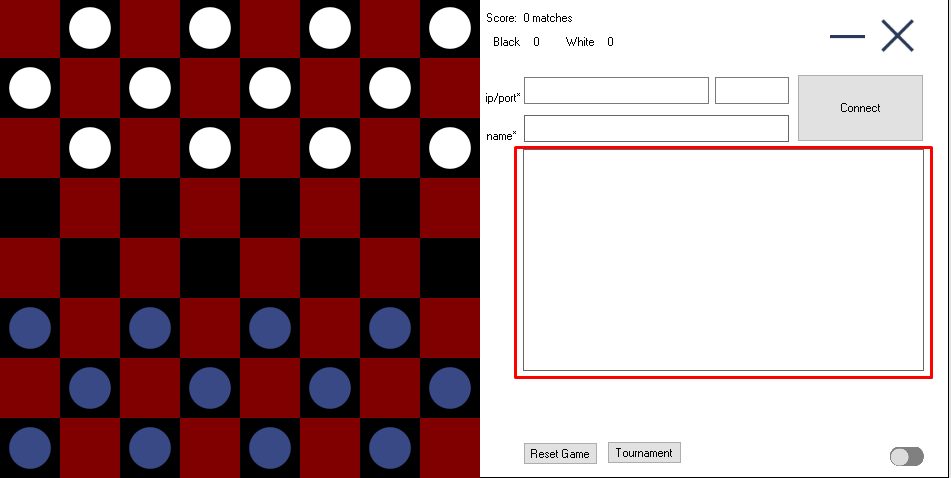 Score: 0 matches
Black 0 White 0
ip/port*
Connect
name*
Reset Game
Tournament